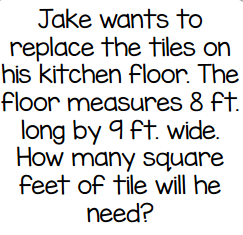 Jake wants to
replace the tiles on
his kitchen floor. The
floor measures 8 ft.
long by 9 ft. wide.
How many square
feet of tile will he
need?